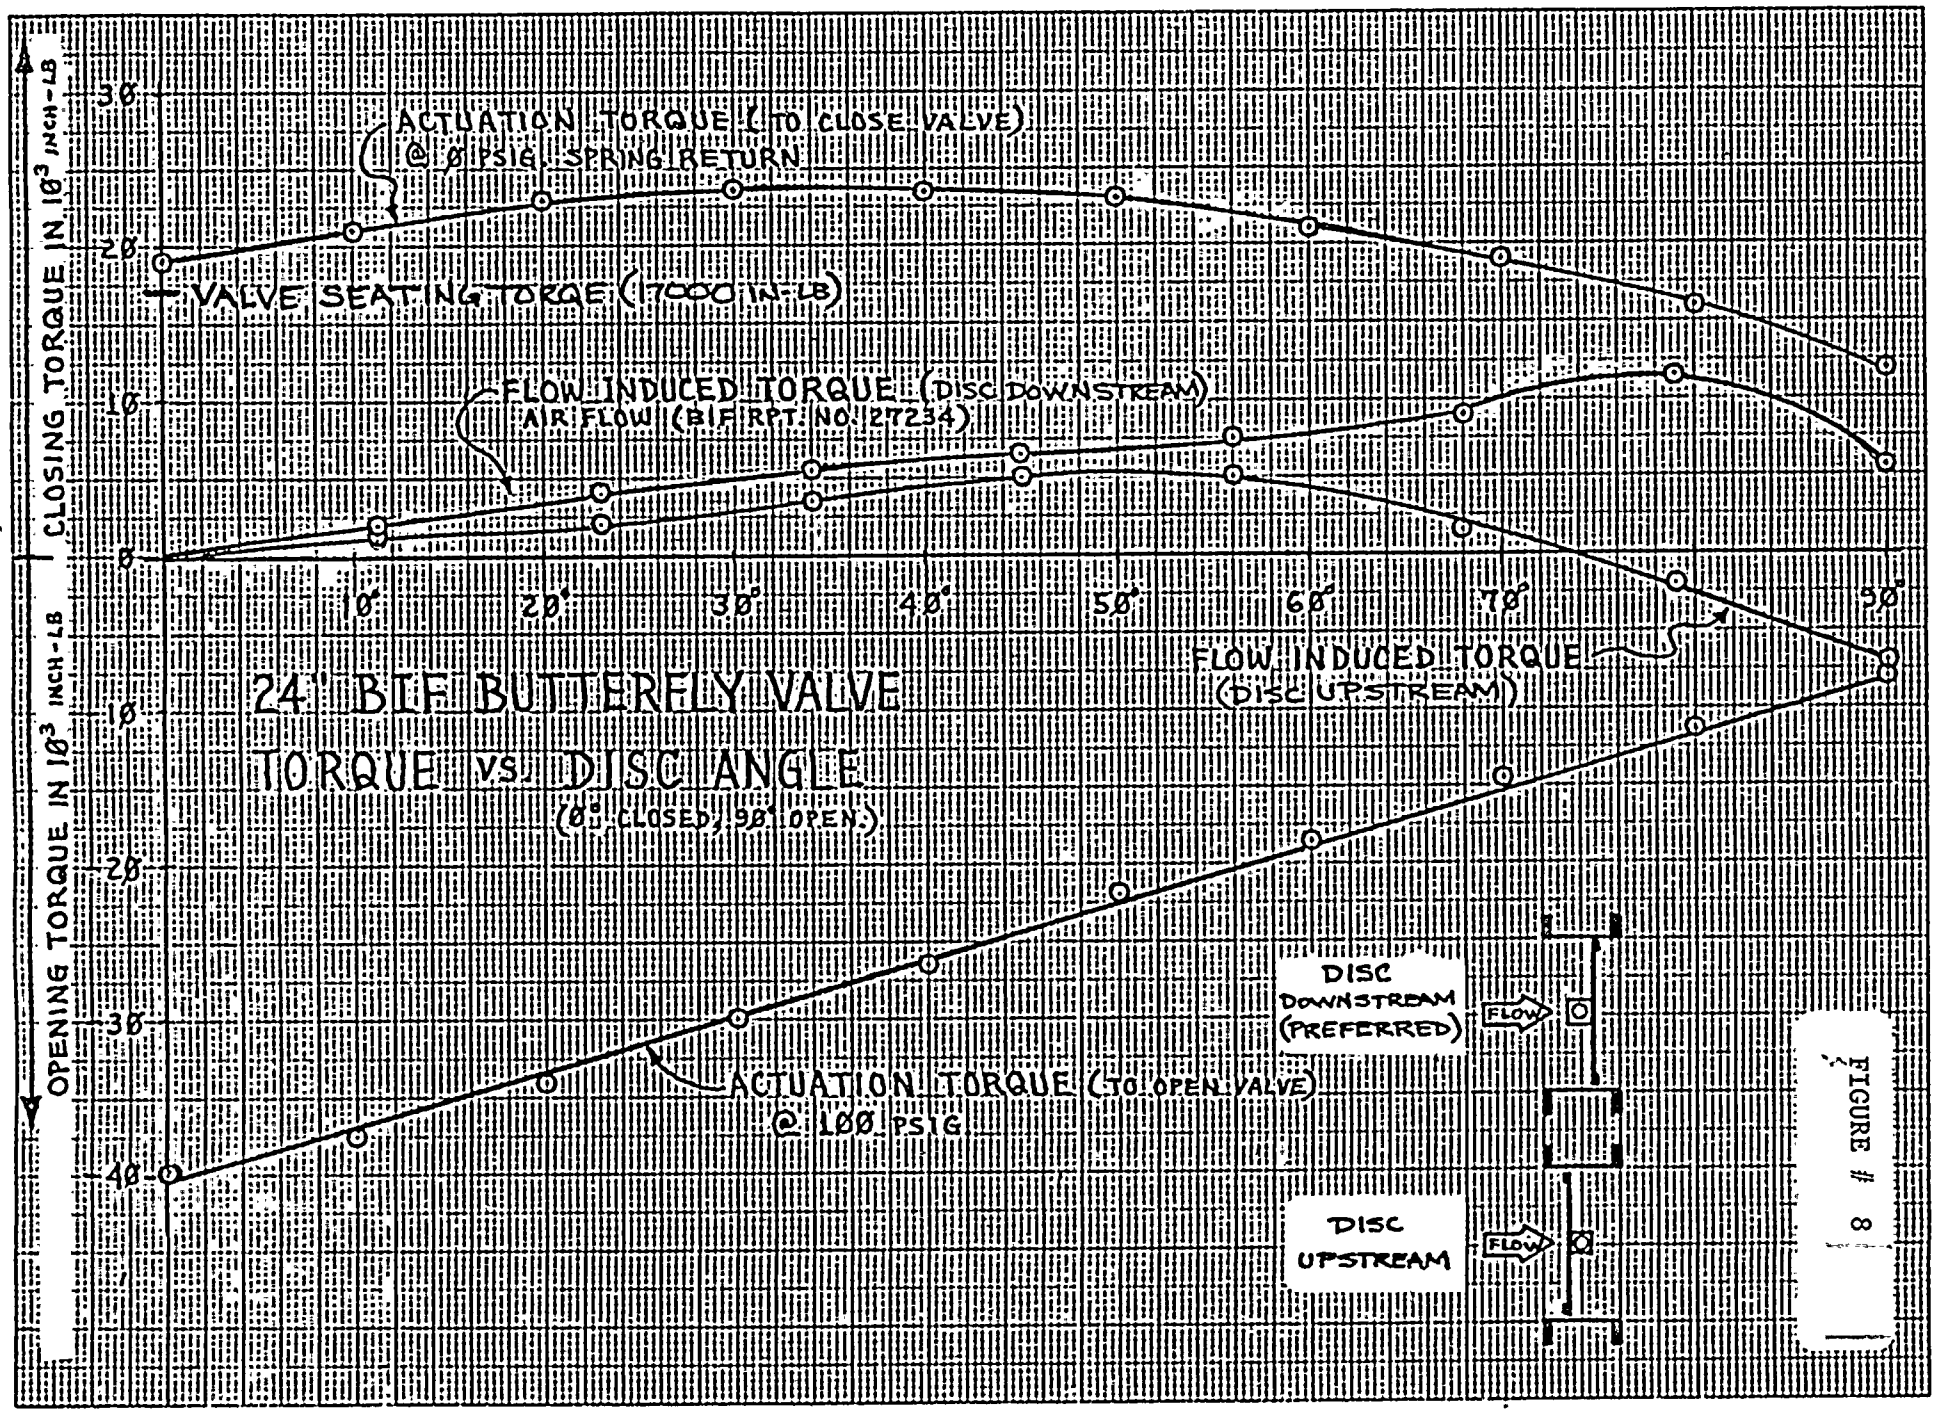 CLOSING TORQUE IN 10³ INCH-LB
OPENING TORQUE IN 10³ INCH-LB
30
20
10
0
10
20
30
40
ACTUATION TORQUE (TO CLOSE VALVE)
@ 0 PSIG. SPRING RETURN
VALVE SEATING TORQE (17000 IN-LB)
FLOW INDUCED TORQUE (DISC DOWNSTREAM)
AIR FLOW (BIF RPT. NO. 27234)
10° 20° 30° 40° 50° 60° 70° 90°
FLOW INDUCED TORQUE
(DISC UPSTREAM)
24" BIF BUTTERFLY VALVE
TORQUE VS. DISC ANGLE
(0° CLOSED, 90° OPEN.)
ACTUATION TORQUE (TO OPEN VALVE)
@ 100 PSIG
DISC
DOWNSTREAM
(PREFERRED)
FLOW
DISC
UPSTREAM
FLOW
FIGURE # 8